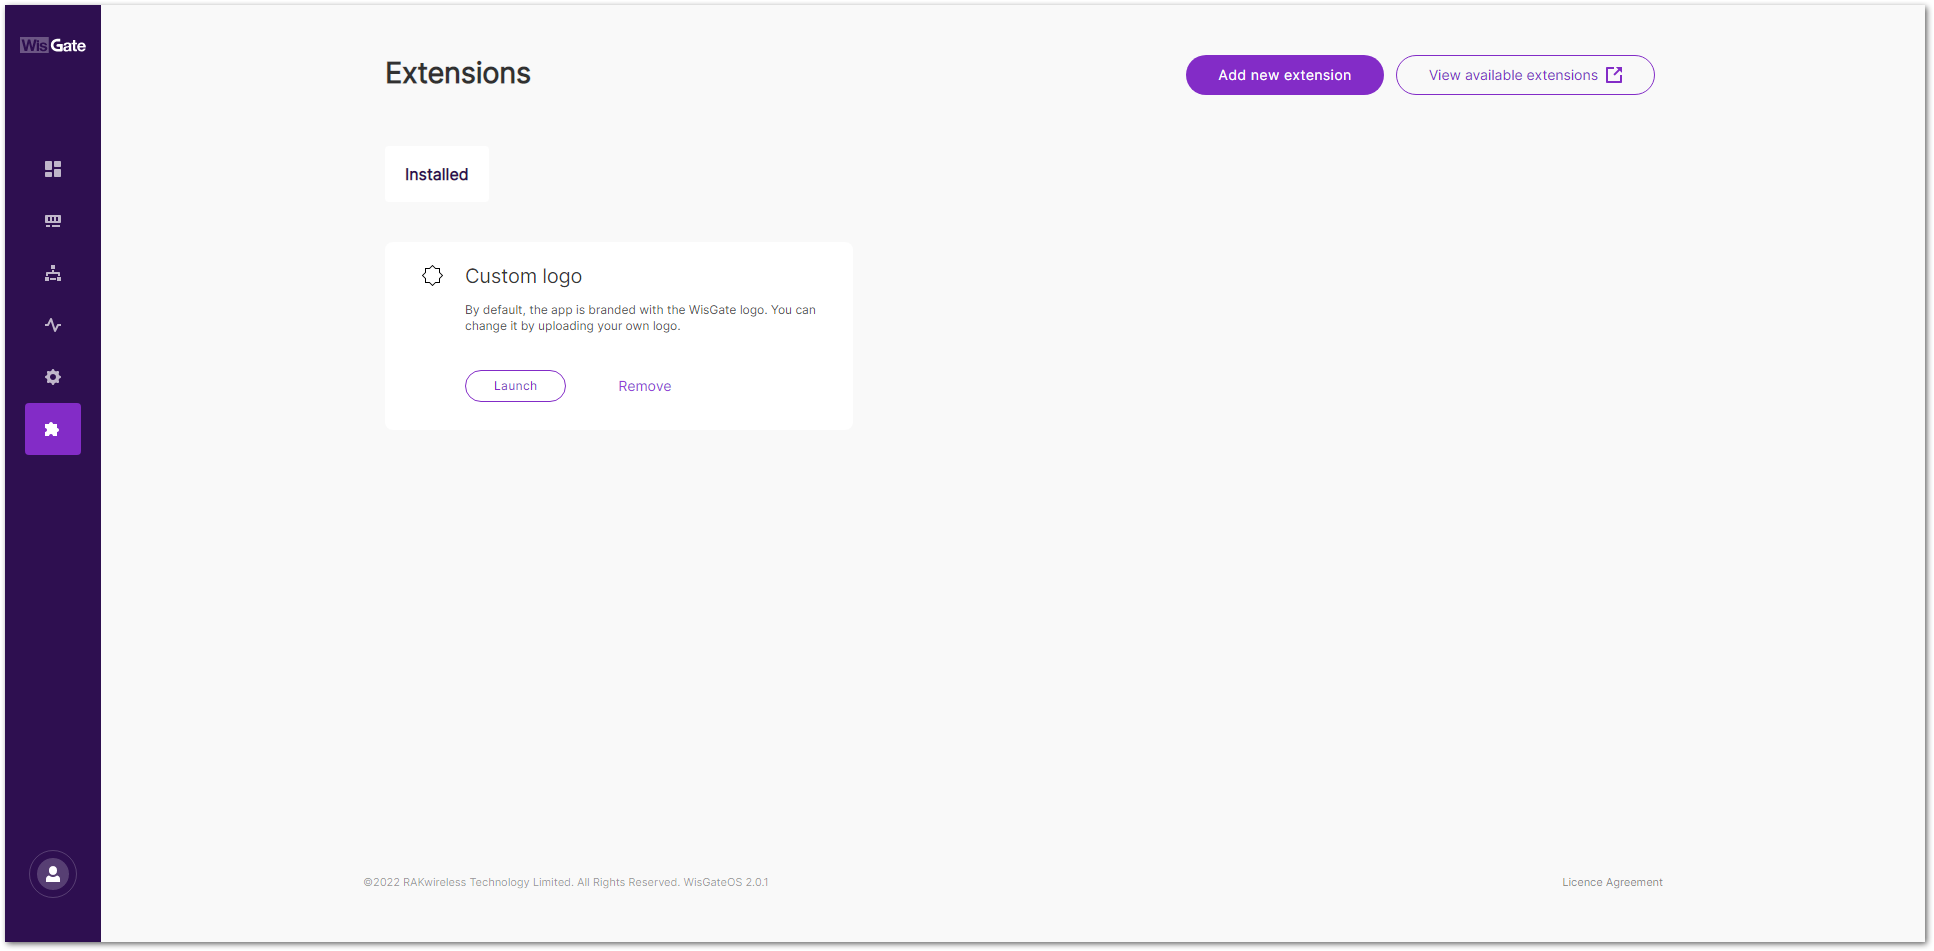 WisGate
Extensions
Add new extension
View available extensions
Installed
Custom logo
By default, the app is branded with the WisGate logo. You can
change it by uploading your own logo.
Launch
Remove
©2022 RAKwireless Technology Limited. All Rights Reserved. WisGateOS 2.0.1
Licence Agreement